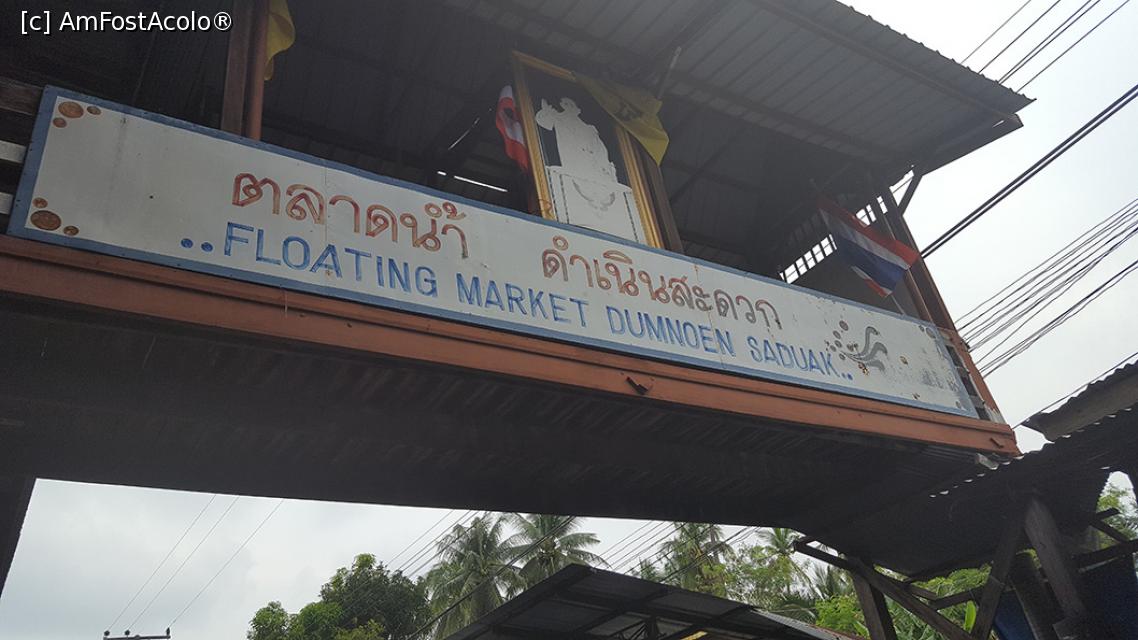 [c] AmFostAcolo®
ตลาดน้ำ ดำเนินสะดวก
..FLOATING MARKET DUMNOEN SADUAK..